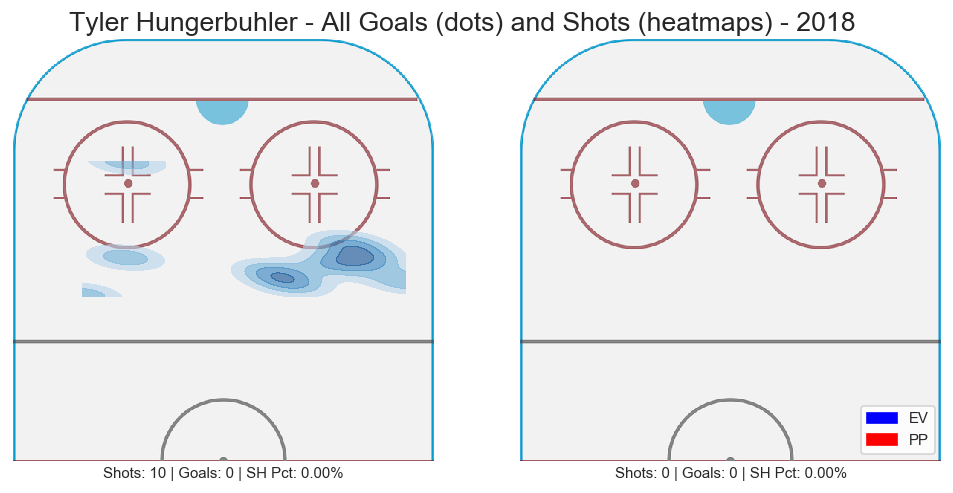 Tyler Hungerbuhler - All Goals (dots) and Shots (heatmaps) - 2018
EV
PP
Shots: 10 | Goals: 0 | SH Pct: 0.00%
Shots: 0 | Goals: 0 | SH Pct: 0.00%